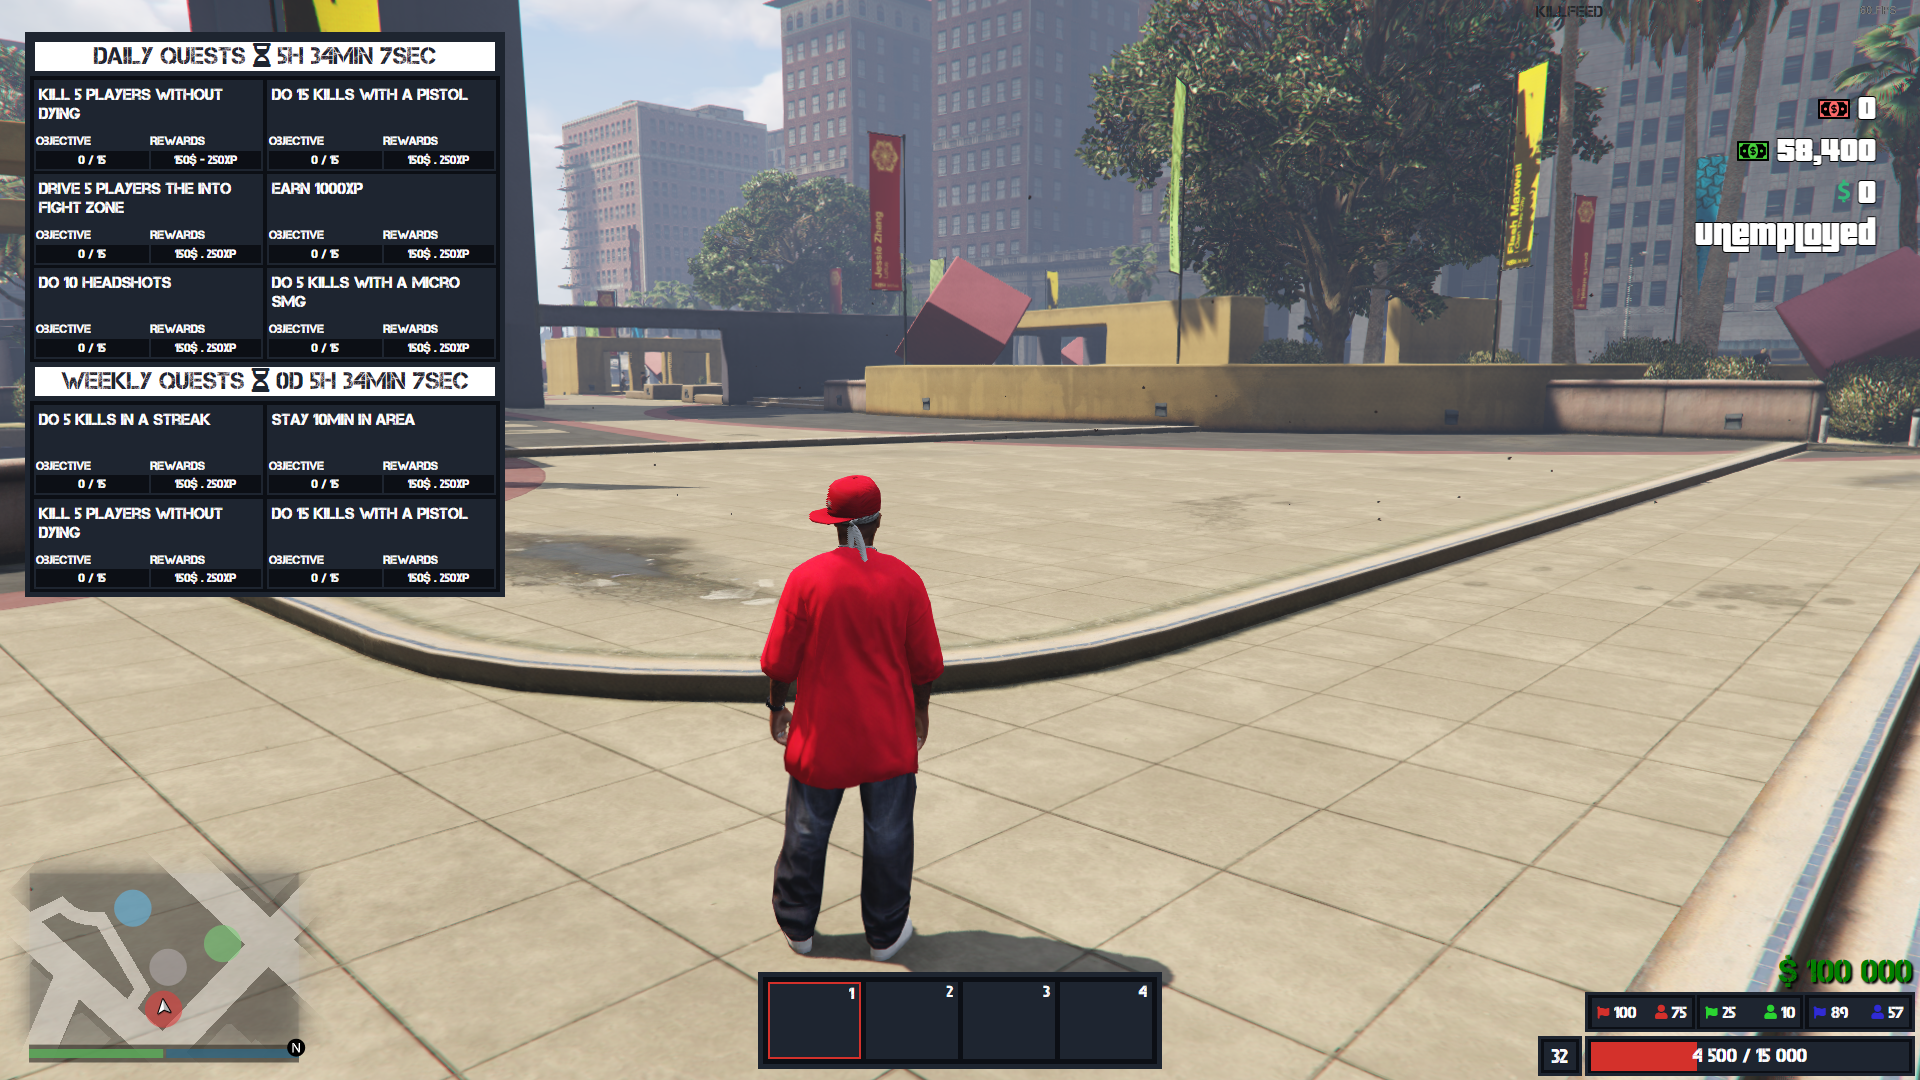 DAILY QUESTS 5H 34MIN 7SEC
KILL 5 PLAYERS WITHOUT
DYING
OBJECTIVE REWARDS
0 / 15 150$ - 250XP
DO 15 KILLS WITH A PISTOL
OBJECTIVE REWARDS
0 / 15 150$ . 250XP
DRIVE 5 PLAYERS THE INTO
FIGHT ZONE
OBJECTIVE REWARDS
0 / 15 150$ . 250XP
EARN 1000XP
OBJECTIVE REWARDS
0 / 15 150$ . 250XP
DO 10 HEADSHOTS
OBJECTIVE REWARDS
0 / 15 150$ . 250XP
DO 5 KILLS WITH A MICRO
SMG
OBJECTIVE REWARDS
0 / 15 150$ . 250XP
WEEKLY QUESTS 0D 5H 34MIN 7SEC
DO 5 KILLS IN A STREAK
OBJECTIVE REWARDS
0 / 15 150$ . 250XP
STAY 10MIN IN AREA
OBJECTIVE REWARDS
0 / 15 150$ . 250XP
KILL 5 PLAYERS WITHOUT
DYING
OBJECTIVE REWARDS
0 / 15 150$ . 250XP
DO 15 KILLS WITH A PISTOL
OBJECTIVE REWARDS
0 / 15 150$ . 250XP
KILLFEED
0
58,400
$ 0
unemployed
Jessie Zhang
Flash Maxwell
N
1 2 3 4
$ 100 000
100 75 25 10 89 57
32 4 500 / 15 000